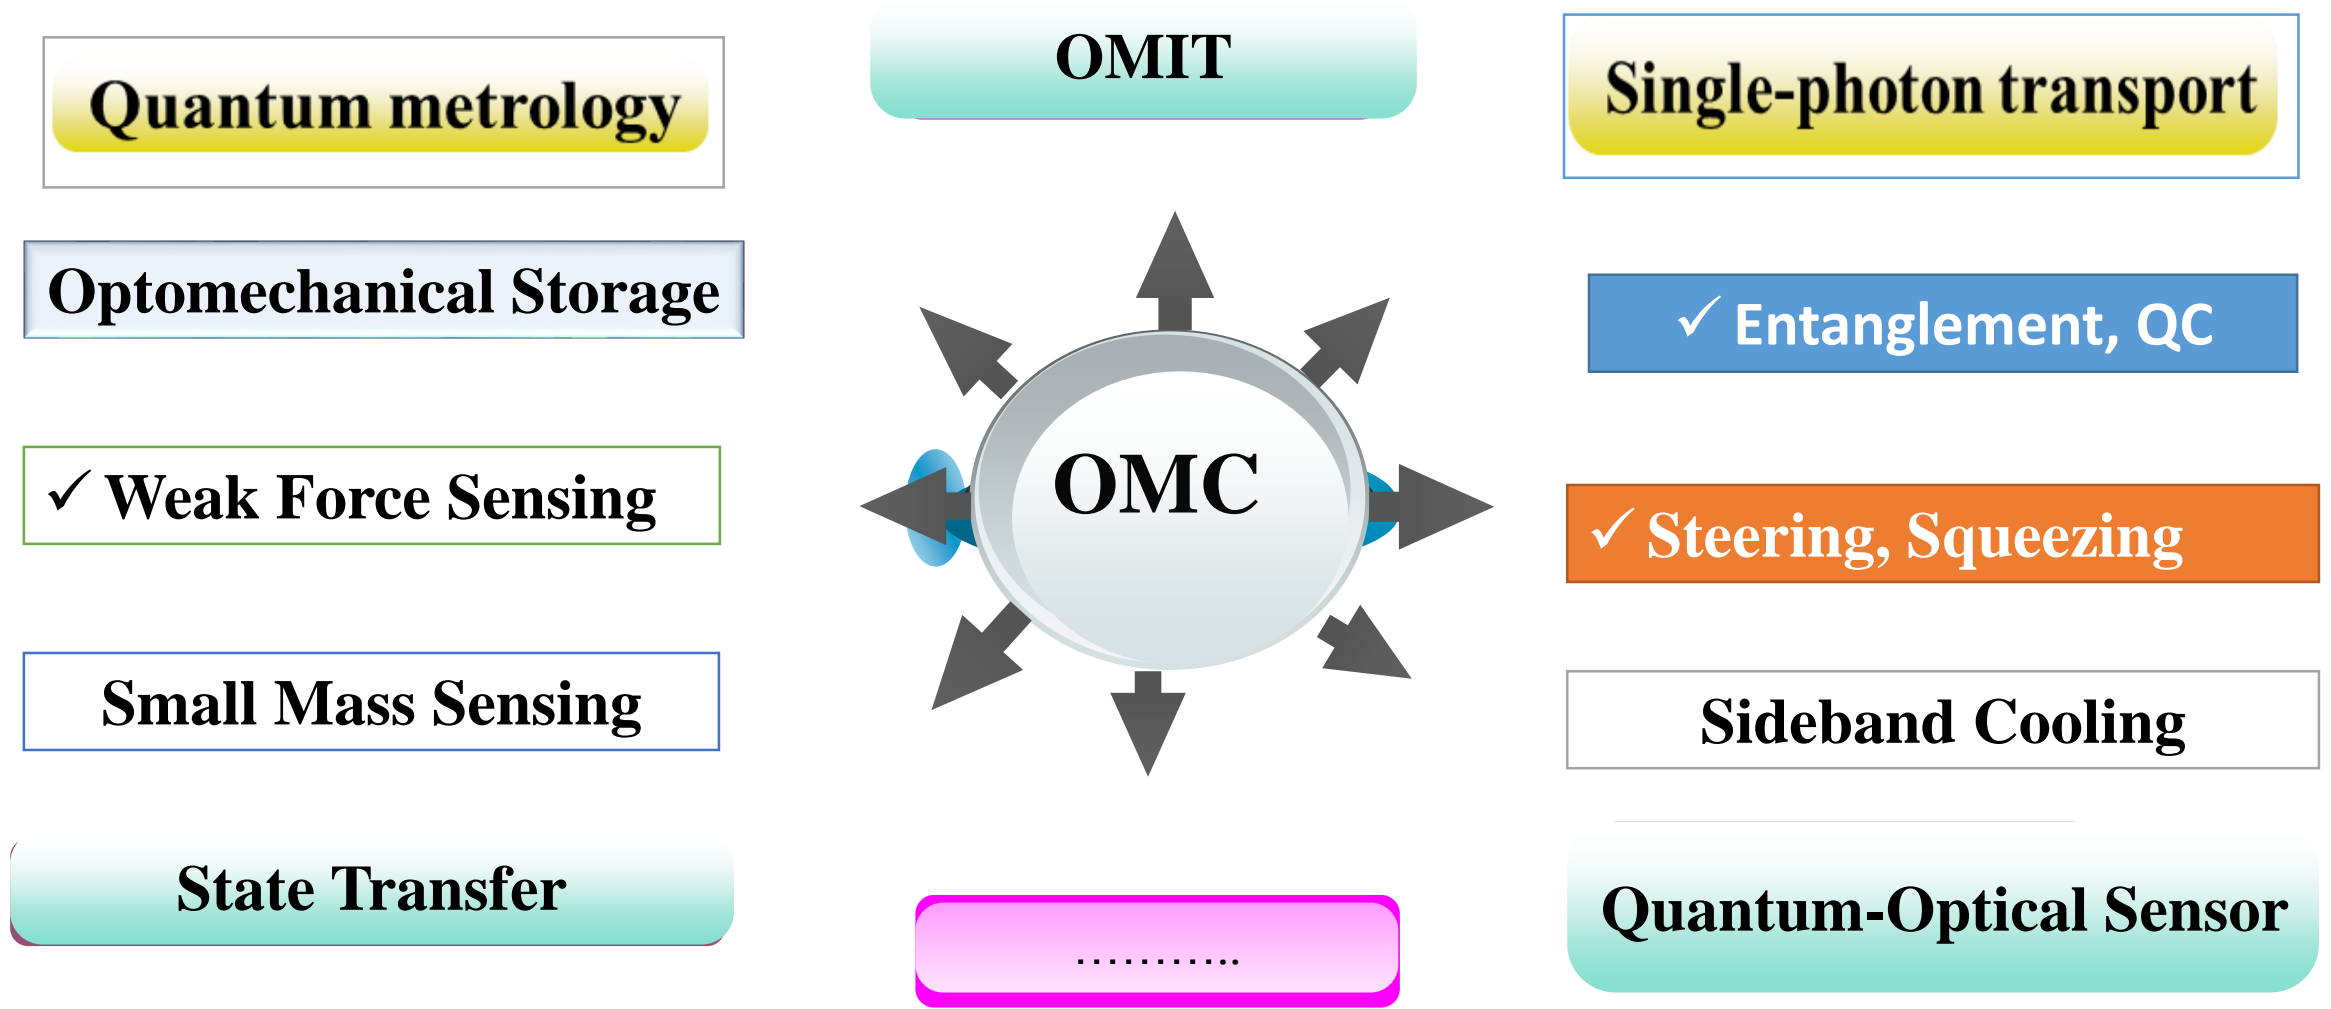 Quantum metrology
OMIT
Single-photon transport
Optomechanical Storage
✓ Entanglement, QC
✓ Weak Force Sensing
OMC
✓ Steering, Squeezing
Small Mass Sensing
Sideband Cooling
State Transfer
Quantum-Optical Sensor
………..